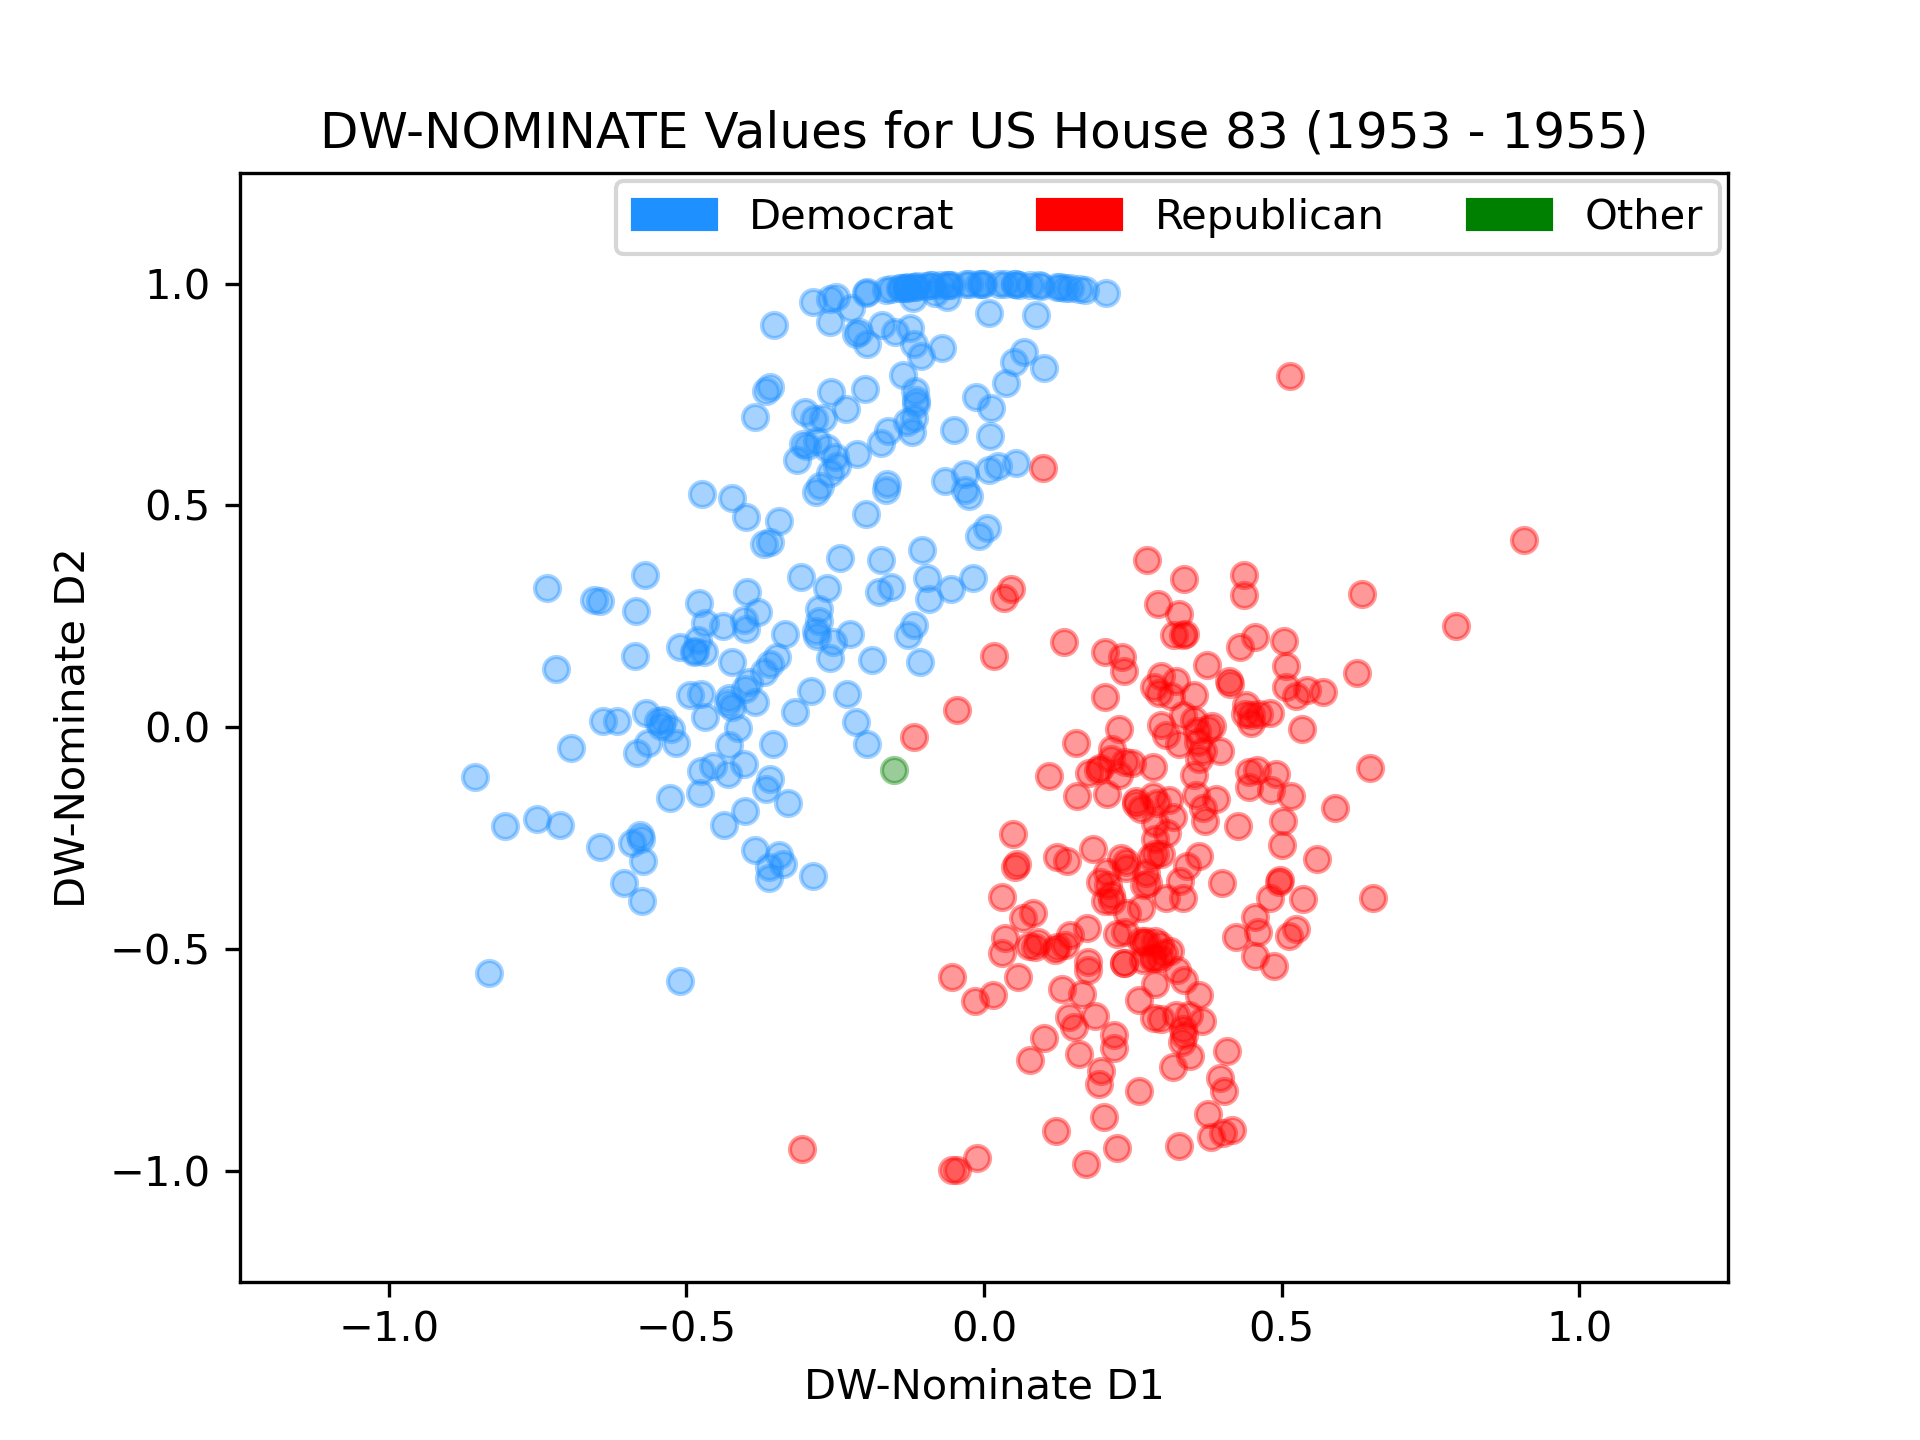 DW-NOMINATE Values for US House 83 (1953 - 1955)
Democrat Republican Other
1.0
0.5
0.0
−0.5
−1.0
DW-Nominate D2
−1.0 −0.5 0.0 0.5 1.0
DW-Nominate D1